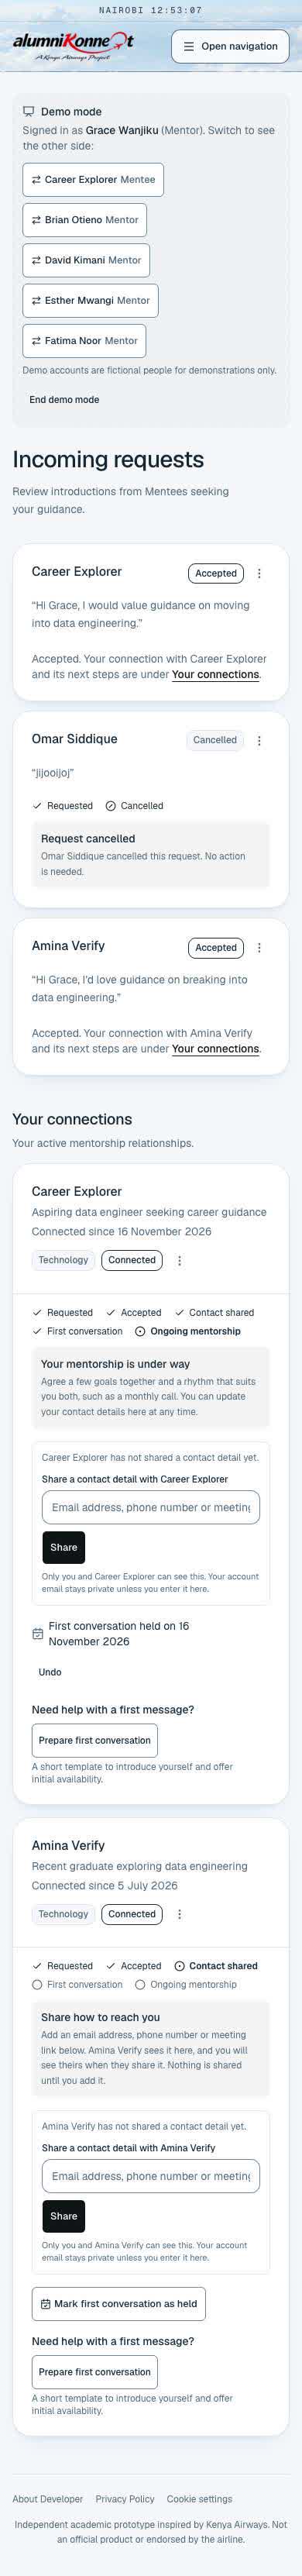 NAIROBI 12:53:07
alumniKonnect
A Kenya Airways Project
Open navigation
Demo mode
Signed in as Grace Wanjiku (Mentor). Switch to see
the other side:
Career Explorer Mentee
Brian Otieno Mentor
David Kimani Mentor
Esther Mwangi Mentor
Fatima Noor Mentor
Demo accounts are fictional people for demonstrations only.
End demo mode
Incoming requests
Review introductions from Mentees seeking
your guidance.
Career Explorer
Accepted
“Hi Grace, I would value guidance on moving
into data engineering.”
Accepted. Your connection with Career Explorer
and its next steps are under Your connections.
Omar Siddique
Cancelled
“jijooijoj”
Requested
Cancelled
Request cancelled
Omar Siddique cancelled this request. No action
is needed.
Amina Verify
Accepted
“Hi Grace, I’d love guidance on breaking into
data engineering.”
Accepted. Your connection with Amina Verify
and its next steps are under Your connections.
Your connections
Your active mentorship relationships.
Career Explorer
Aspiring data engineer seeking career guidance
Connected since 16 November 2026
Technology
Connected
Requested
Accepted
Contact shared
First conversation
Ongoing mentorship
Your mentorship is under way
Agree a few goals together and a rhythm that suits
you both, such as a monthly call. You can update
your contact details here at any time.
Career Explorer has not shared a contact detail yet.
Share a contact detail with Career Explorer
Email address, phone number or meeting
Share
Only you and Career Explorer can see this. Your account
email stays private unless you enter it here.
First conversation held on 16
November 2026
Undo
Need help with a first message?
Prepare first conversation
A short template to introduce yourself and offer
initial availability.
Amina Verify
Recent graduate exploring data engineering
Connected since 5 July 2026
Technology
Connected
Requested
Accepted
Contact shared
First conversation
Ongoing mentorship
Share how to reach you
Add an email address, phone number or meeting
link below. Amina Verify sees it here, and you will
see theirs when they share it. Nothing is shared
until you add it.
Amina Verify has not shared a contact detail yet.
Share a contact detail with Amina Verify
Email address, phone number or meeting
Share
Only you and Amina Verify can see this. Your account
email stays private unless you enter it here.
Mark first conversation as held
Need help with a first message?
Prepare first conversation
A short template to introduce yourself and offer
initial availability.
About Developer
Privacy Policy
Cookie settings
Independent academic prototype inspired by Kenya Airways. Not
an official product or endorsed by the airline.